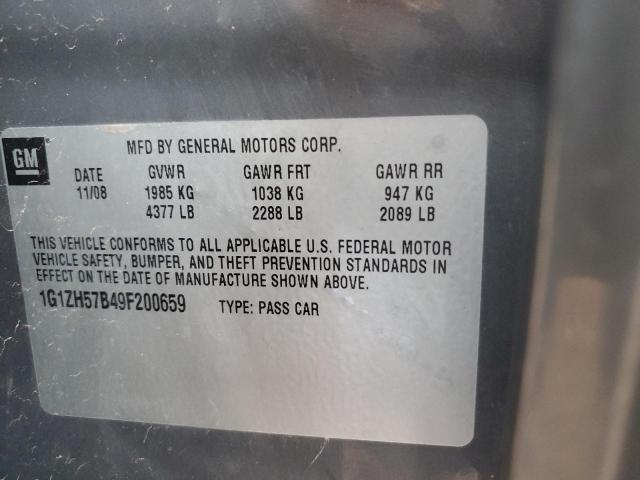 GM
MFD BY GENERAL MOTORS CORP.
DATE GVWR GAWR FRT GAWR RR
11/08 1985 KG 1038 KG 947 KG
4377 LB 2288 LB 2089 LB
THIS VEHICLE CONFORMS TO ALL APPLICABLE U.S. FEDERAL MOTOR
VEHICLE SAFETY, BUMPER, AND THEFT PREVENTION STANDARDS IN
EFFECT ON THE DATE OF MANUFACTURE SHOWN ABOVE.
1G1ZH57B49F200659 TYPE: PASS CAR